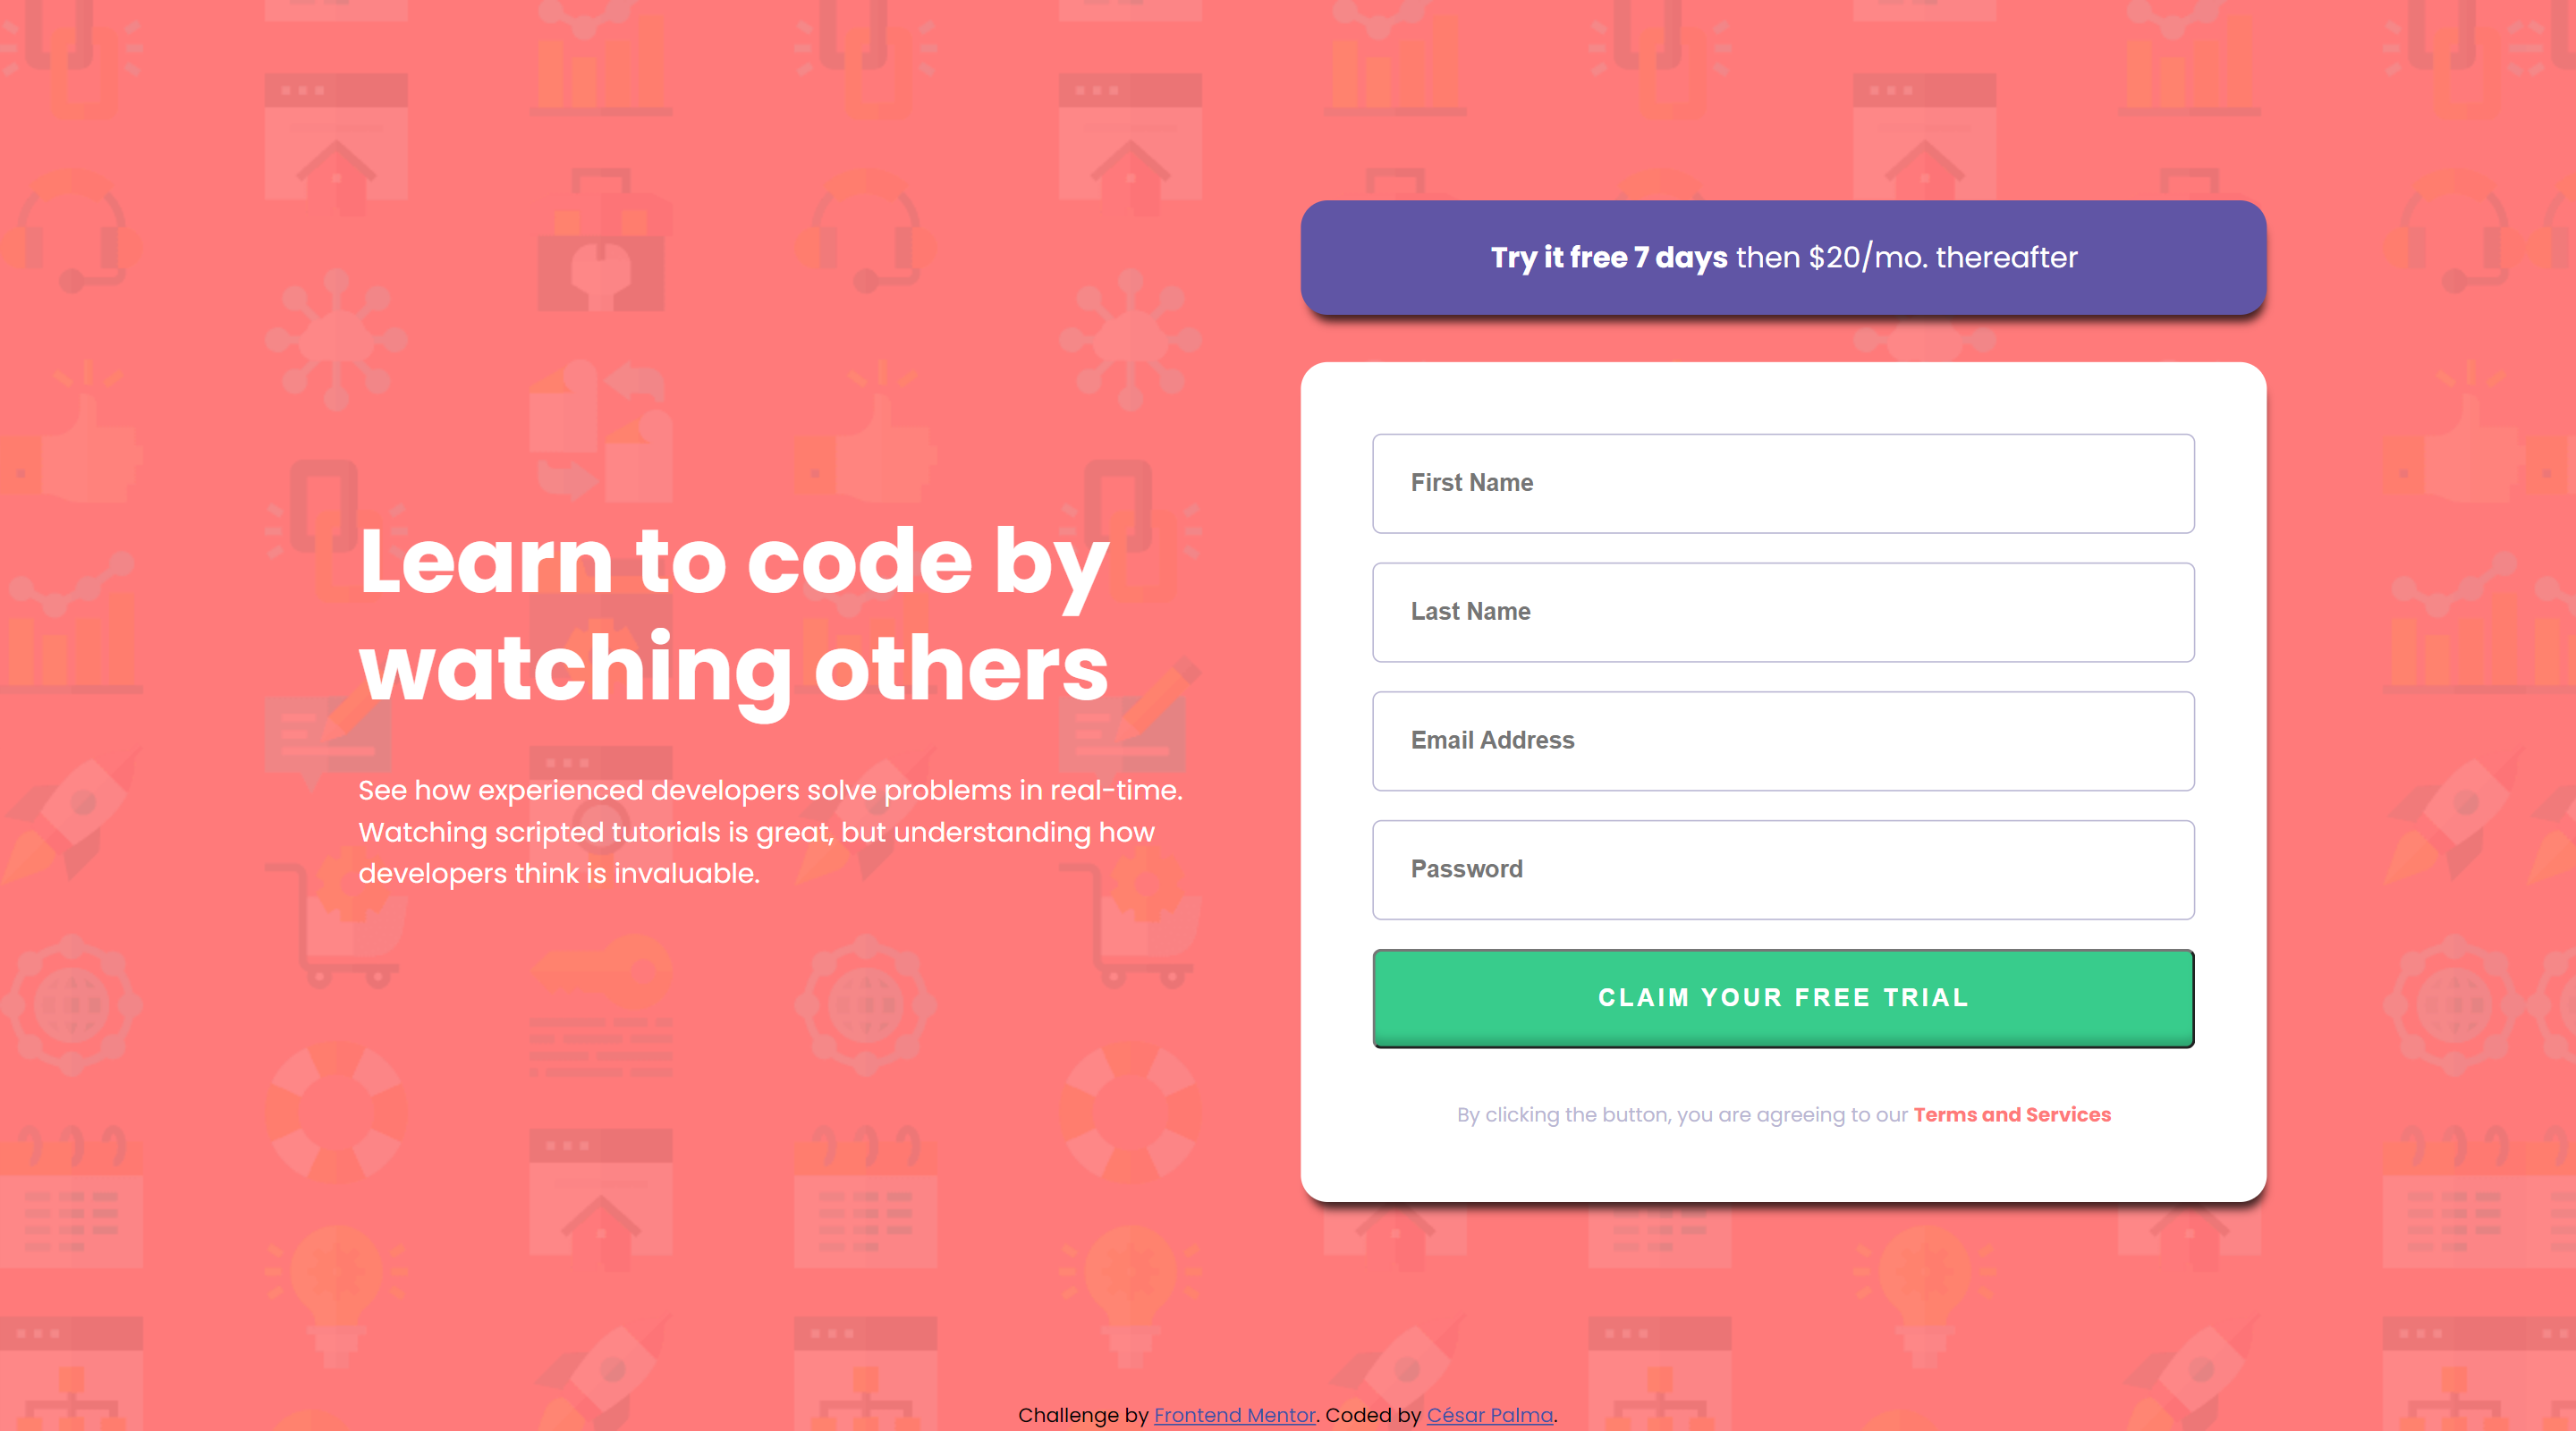 Learn to code by
watching others
See how experienced developers solve problems in real-time.
Watching scripted tutorials is great, but understanding how
developers think is invaluable.
Try it free 7 days then $20/mo. thereafter
First Name
Last Name
Email Address
Password
CLAIM YOUR FREE TRIAL
By clicking the button, you are agreeing to our Terms and Services
Challenge by Frontend Mentor. Coded by César Palma.